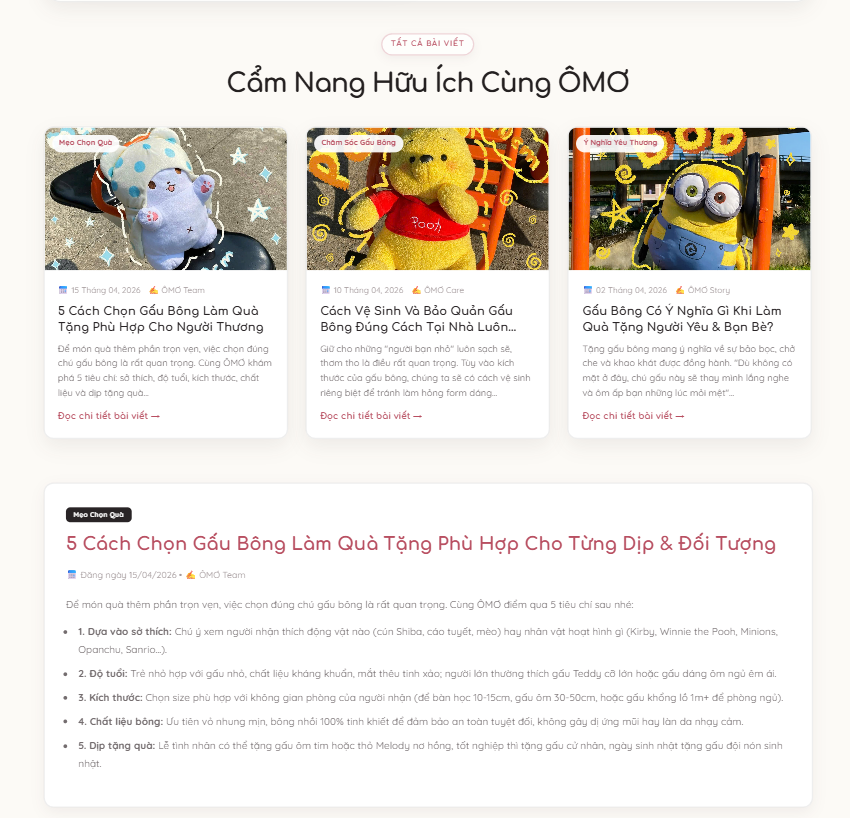 TẤT CẢ BÀI VIẾT
Cẩm Nang Hữu Ích Cùng ÔMƠ
Mẹo Chọn Quà
15 Tháng 04, 2026 ÔMƠ Team
5 Cách Chọn Gấu Bông Làm Quà
Tặng Phù Hợp Cho Người Thương
Để món quà thêm phần trọn vẹn, việc chọn đúng
chú gấu bông là rất quan trọng. Cùng ÔMƠ khám
phá 5 tiêu chí: sở thích, độ tuổi, kích thước, chất
liệu và dịp tặng quà...
Đọc chi tiết bài viết →
Chăm Sóc Gấu Bông
Pooh
10 Tháng 04, 2026 ÔMƠ Care
Cách Vệ Sinh Và Bảo Quản Gấu
Bông Đúng Cách Tại Nhà Luôn...
Giữ cho những "người bạn nhỏ" luôn sạch sẽ,
thơm tho là điều rất quan trọng. Tùy vào kích
thước của gấu bông, chúng ta sẽ có cách vệ sinh
riêng biệt để tránh làm hỏng form dáng...
Đọc chi tiết bài viết →
Ý Nghĩa Yêu Thương
02 Tháng 04, 2026 ÔMƠ Story
Gấu Bông Có Ý Nghĩa Gì Khi Làm
Quà Tặng Người Yêu & Bạn Bè?
Tặng gấu bông mang ý nghĩa về sự bảo bọc, chở
che và khao khát được đồng hành. "Dù không có
mặt ở đây, chú gấu này sẽ thay mình lắng nghe
và ôm ấp bạn những lúc mỏi mệt"...
Đọc chi tiết bài viết →
Mẹo Chọn Quà
5 Cách Chọn Gấu Bông Làm Quà Tặng Phù Hợp Cho Từng Dịp & Đối Tượng
Đăng ngày 15/04/2026 • ÔMƠ Team
Để món quà thêm phần trọn vẹn, việc chọn đúng chú gấu bông là rất quan trọng. Cùng ÔMƠ điểm qua 5 tiêu chí sau nhé:
• 1. Dựa vào sở thích: Chú ý xem người nhận thích động vật nào (cún Shiba, cáo tuyết, mèo) hay nhân vật hoạt hình gì (Kirby, Winnie the Pooh, Minions,
Opanchu, Sanrio...).
• 2. Độ tuổi: Trẻ nhỏ hợp với gấu nhỏ, chất liệu kháng khuẩn, mắt thêu tinh xảo; người lớn thường thích gấu Teddy cỡ lớn hoặc gấu dáng ôm ngủ êm ái.
• 3. Kích thước: Chọn size phù hợp với không gian phòng của người nhận (để bàn học 10-15cm, gấu ôm 30-50cm, hoặc gấu khổng lồ 1m+ để phòng ngủ).
• 4. Chất liệu bông: Ưu tiên vỏ nhung mịn, bông nhồi 100% tinh khiết để đảm bảo an toàn tuyệt đối, không gây dị ứng mũi hay làn da nhạy cảm.
• 5. Dịp tặng quà: Lễ tình nhân có thể tặng gấu ôm tim hoặc thỏ Melody nơ hồng, tốt nghiệp thì tặng gấu cử nhân, ngày sinh nhật tặng gấu đội nón sinh
nhật.